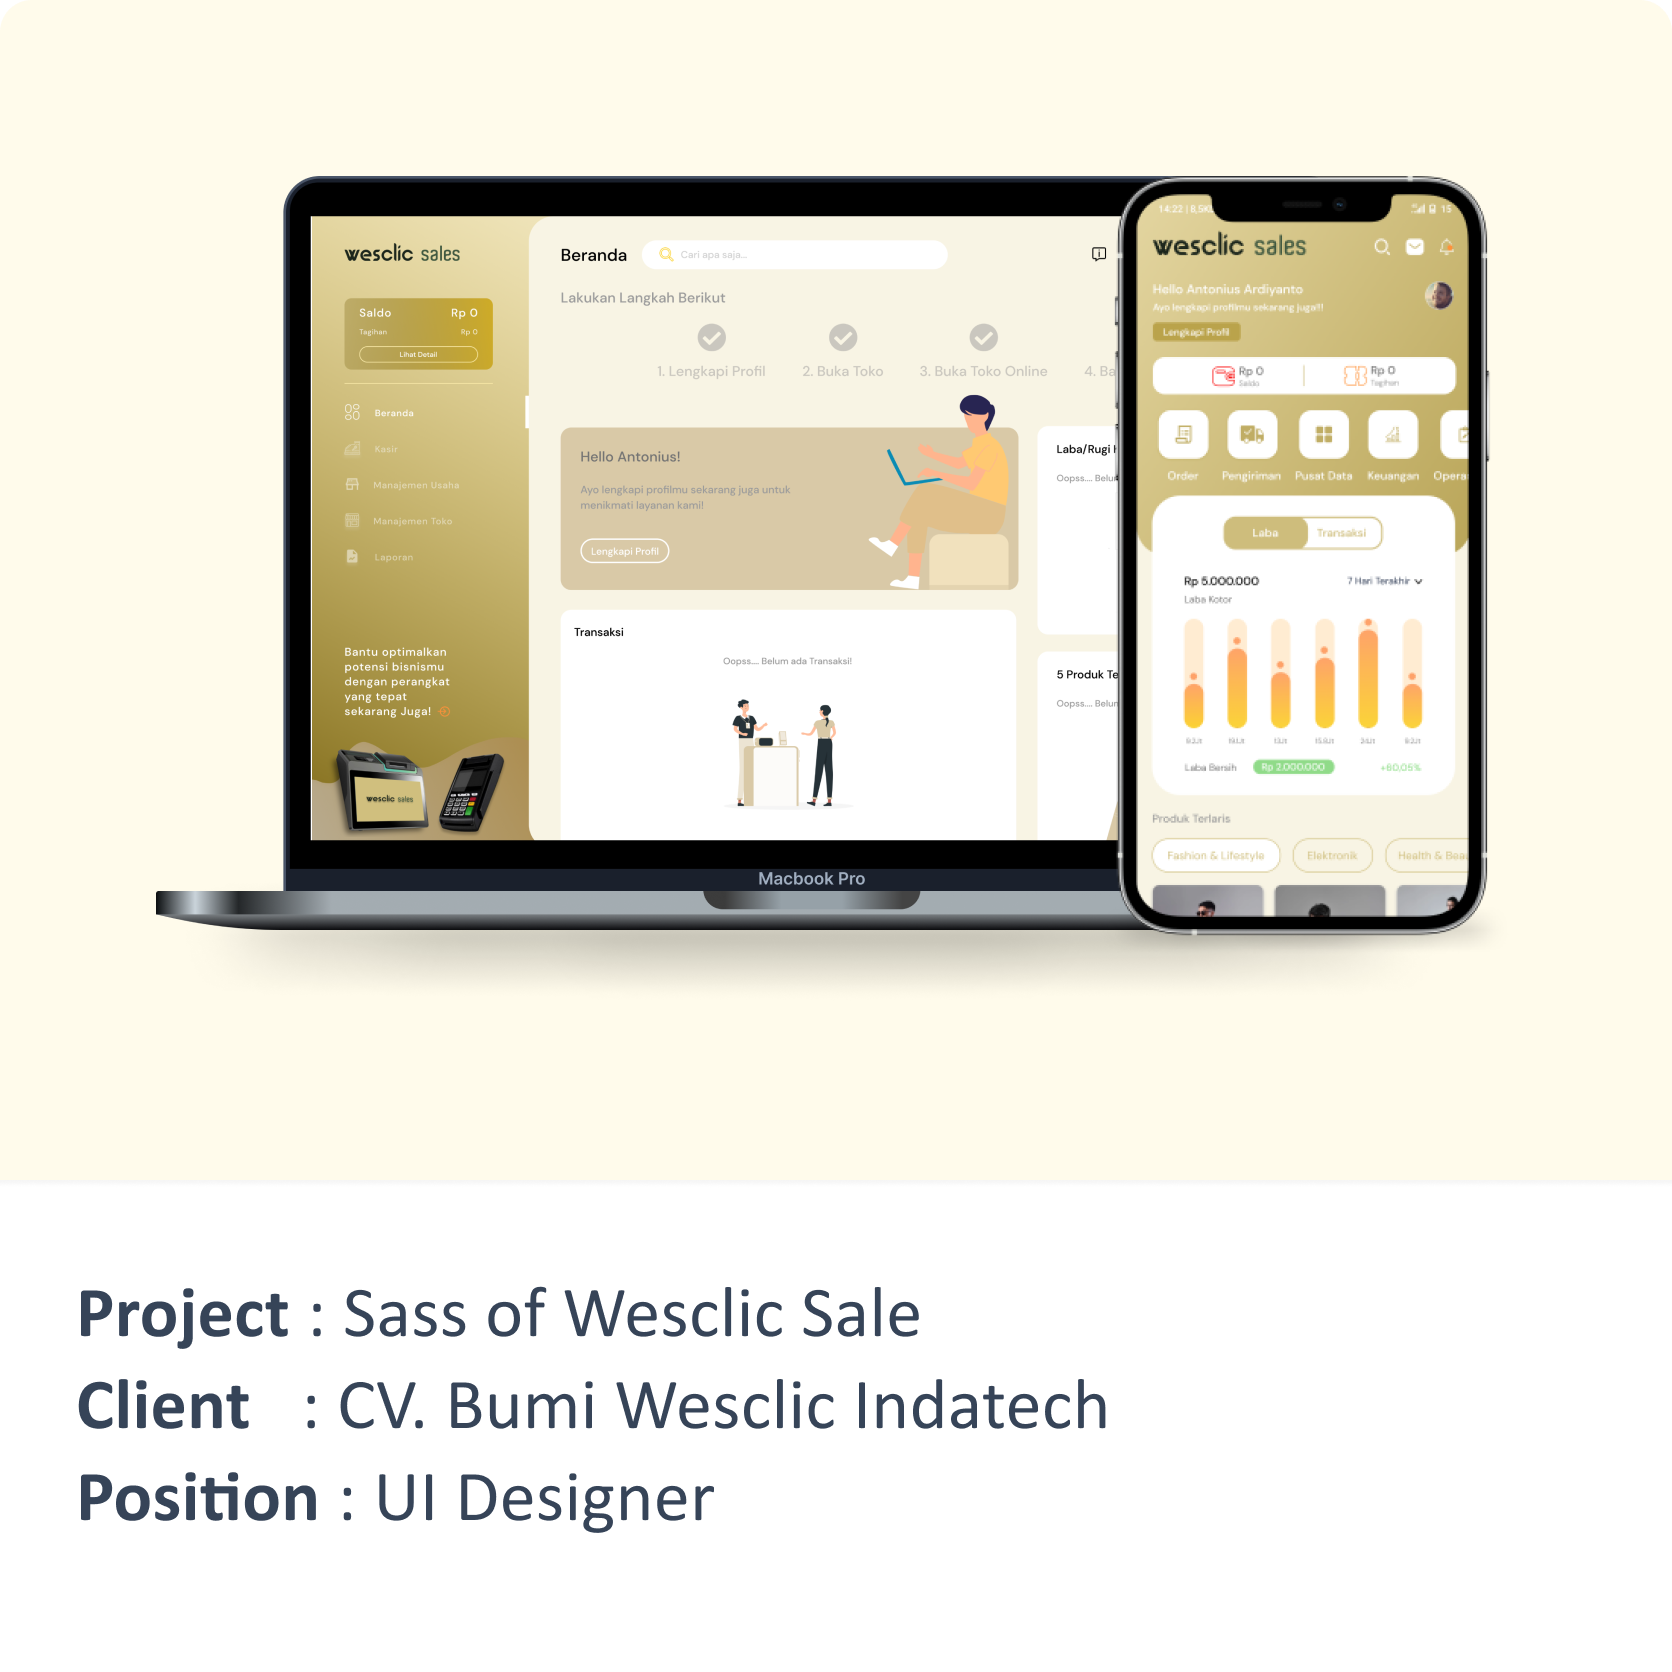 wesclic sales
Saldo Rp 0
Tagihan Rp 0
Lihat Detail
Beranda
Kasir
Manajemen Usaha
Manajemen Toko
Laporan
Bantu optimalkan
potensi bisnismu
dengan perangkat
yang tepat
sekarang Juga!
wesclic sales
Beranda
Cari apa saja...
Lakukan Langkah Berikut
1. Lengkapi Profil
2. Buka Toko
3. Buka Toko Online
4. Ba
Hello Antonius!
Ayo lengkapi profilmu sekarang juga untuk
menikmati layanan kami!
Lengkapi Profil
Laba/Rugi
Oopss.... Belu
Transaksi
Oopss.... Belum ada Transaksi!
5 Produk Te
Oopss.... Belum
Macbook Pro
14:22 | 8,5K
15
wesclic sales
Hello Antonius Ardiyanto
Ayo lengkapi profilmu sekarang juga!!!
Lengkapi Profil
Rp 0
Saldo
Rp 0
Tagihan
Order
Pengiriman
Pusat Data
Keuangan
Opera
Laba
Transaksi
Rp 5.000.000
7 Hari Terakhir
Laba Kotor
Laba Bersih
Rp 2.000.000
+60,05%
Produk Terlaris
Fashion & Lifestyle
Elektronik
Health & Beau
Project : Sass of Wesclic Sale
Client : CV. Bumi Wesclic Indatech
Position : UI Designer